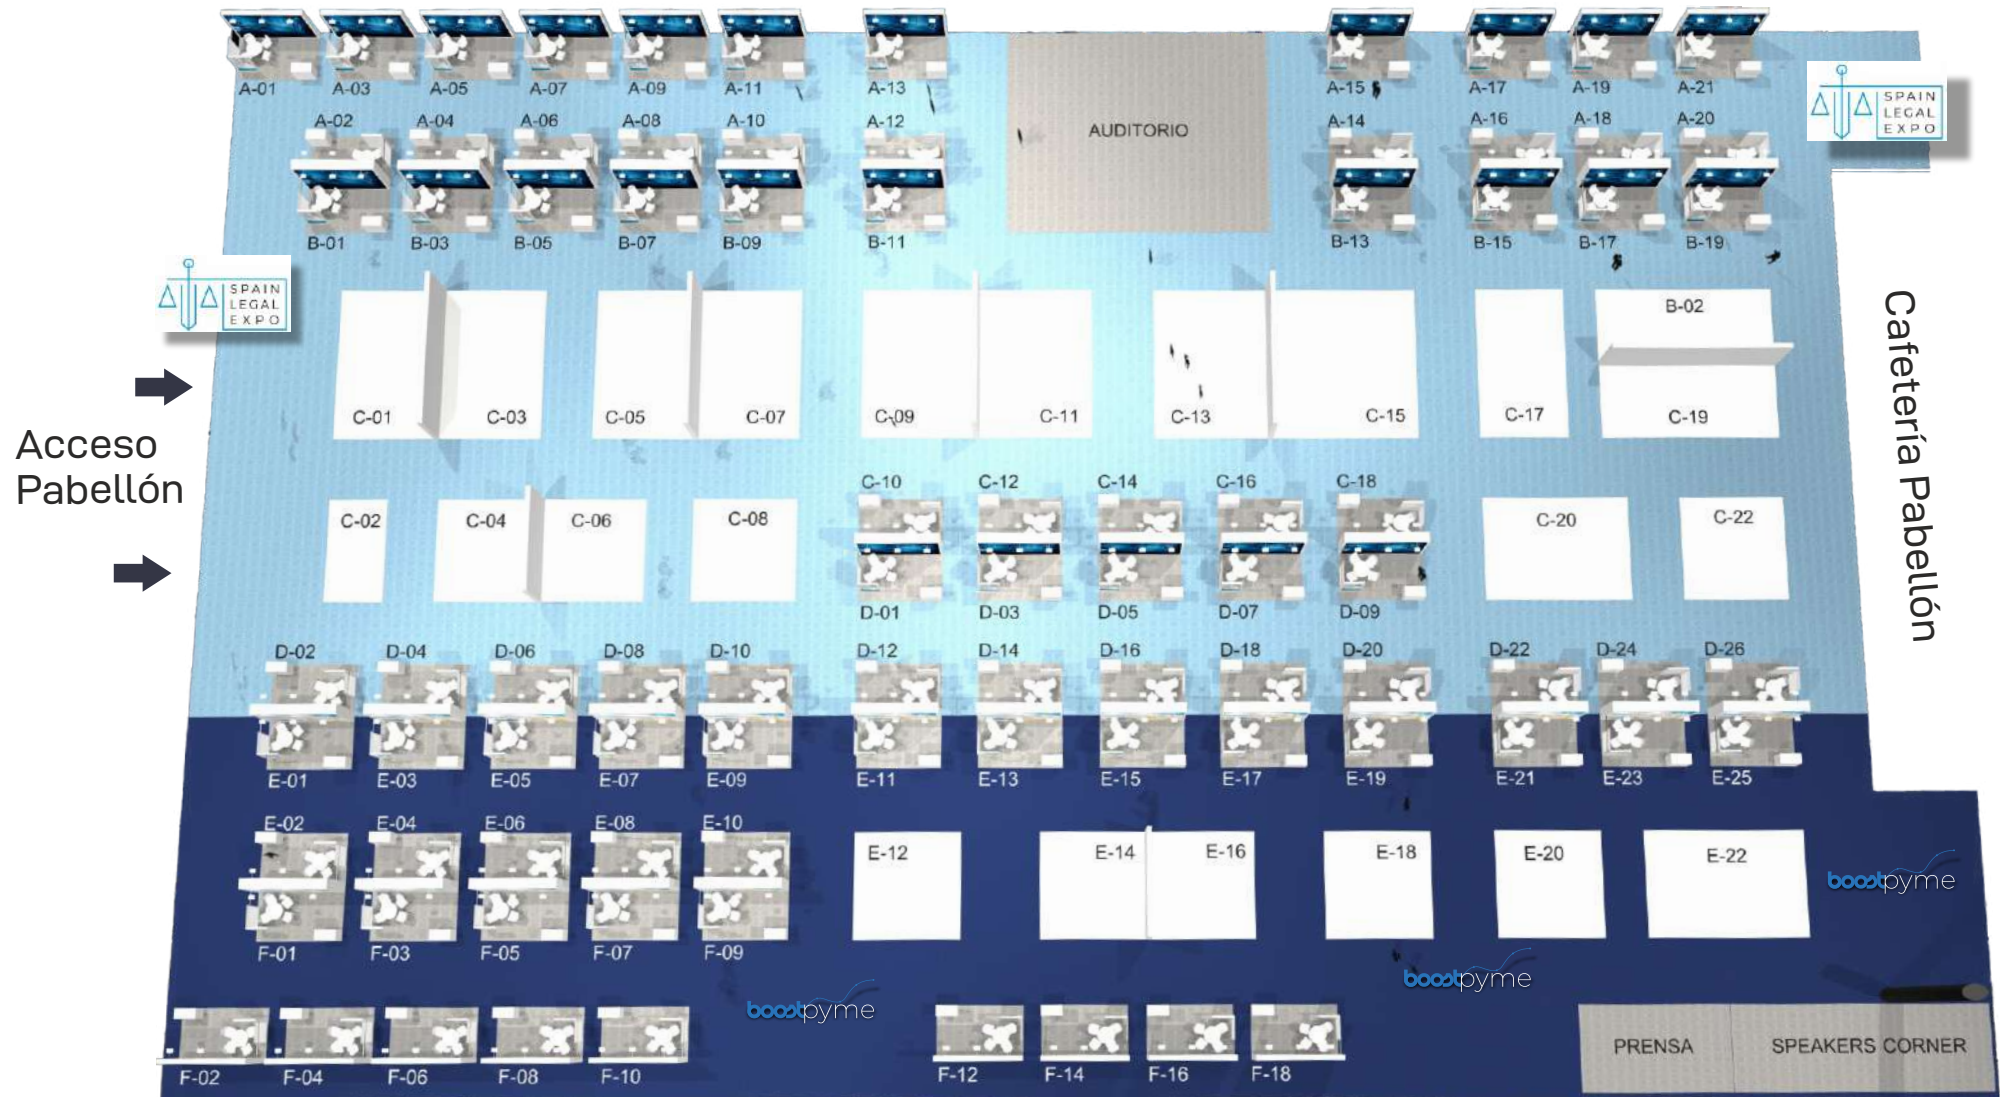 A-01 A-03 A-05 A-07 A-09 A-11 A-13 A-15 A-17 A-19 A-21
A-02 A-04 A-06 A-08 A-10 A-12 AUDITORIO A-14 A-16 A-18 A-20
SPAIN
LEGAL
EXPO
B-01 B-03 B-05 B-07 B-09 B-11 B-13 B-15 B-17 B-19
SPAIN
LEGAL
EXPO
B-02
C-01 C-03 C-05 C-07 C-09 C-11 C-13 C-15 C-17 C-19
Acceso
Pabellón
Cafetería Pabellón
C-10 C-12 C-14 C-16 C-18
C-02 C-04 C-06 C-08 C-20 C-22
D-01 D-03 D-05 D-07 D-09
D-02 D-04 D-06 D-08 D-10 D-12 D-14 D-16 D-18 D-20 D-22 D-24 D-26
E-01 E-03 E-05 E-07 E-09 E-11 E-13 E-15 E-17 E-19 E-21 E-23 E-25
E-02 E-04 E-06 E-08 E-10
E-12 E-14 E-16 E-18 E-20 E-22
boostpyme
F-01 F-03 F-05 F-07 F-09
boostpyme
boostpyme
PRENSA SPEAKERS CORNER
F-02 F-04 F-06 F-08 F-10 F-12 F-14 F-16 F-18